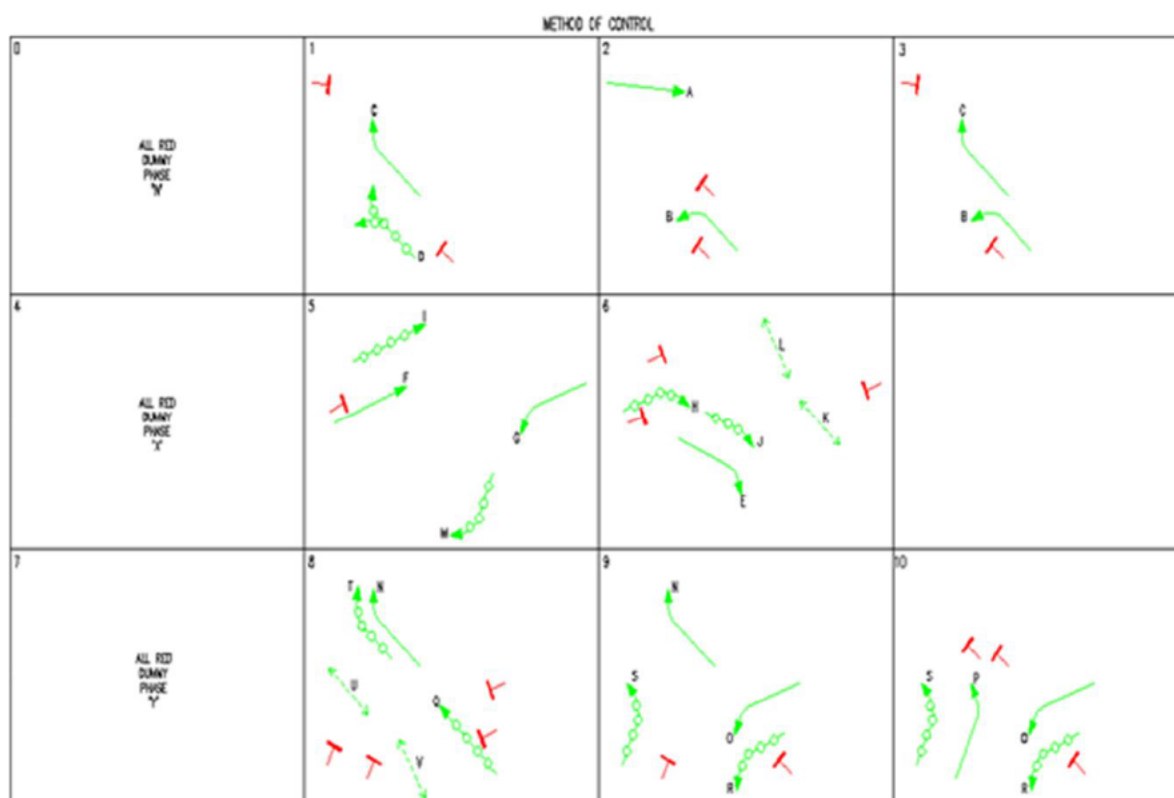 METHOD OF CONTROL
0
ALL RED
DUMMY
PHASE
1
C
D
2
A
B
3
C
B
4
ALL RED
DUMMY
PHASE
'X'
5
I
F
G
M
6
L
K
H
J
E
7
ALL RED
DUMMY
PHASE
'Y'
8
T N
U
Q
V
9
N
S
O
R
10
S P
R